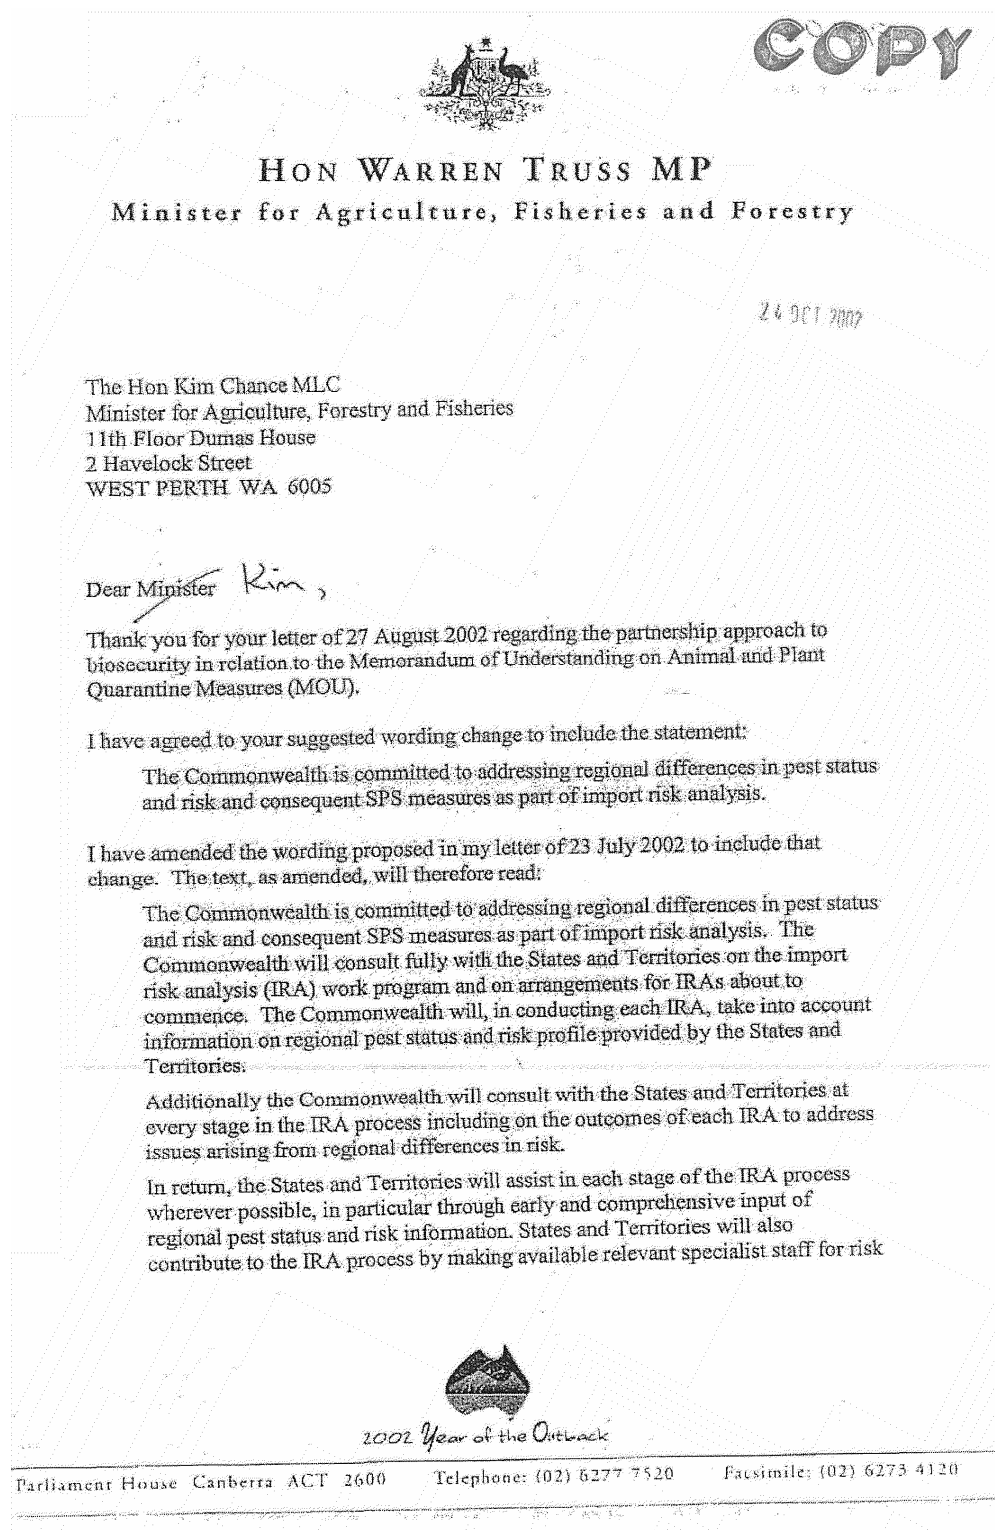 COPY
HON WARREN TRUSS MP
Minister for Agriculture, Fisheries and Forestry
24 OCT 2002
The Hon Kim Chance MLC
Minister for Agriculture, Forestry and Fisheries
11th Floor Dumas House
2 Havelock Street
WEST PERTH WA 6005
Dear Minister Kim,
Thank you for your letter of 27 August 2002 regarding the partnership approach to
biosecurity in relation to the Memorandum of Understanding on Animal and Plant
Quarantine Measures (MOU).
I have agreed to your suggested wording change to include the statement:
The Commonwealth is committed to addressing regional differences in pest status
and risk and consequent SPS measures as part of import risk analysis.
I have amended the wording proposed in my letter of 23 July 2002 to include that
change. The text, as amended, will therefore read:
The Commonwealth is committed to addressing regional differences in pest status
and risk and consequent SPS measures as part of import risk analysis. The
Commonwealth will consult fully with the States and Territories on the import
risk analysis (IRA) work program and on arrangements for IRAs about to
commence. The Commonwealth will, in conducting each IRA, take into account
information on regional pest status and risk profile provided by the States and
Territories.
Additionally the Commonwealth will consult with the States and Territories at
every stage in the IRA process including on the outcomes of each IRA to address
issues arising from regional differences in risk.
In return, the States and Territories will assist in each stage of the IRA process
wherever possible, in particular through early and comprehensive input of
regional pest status and risk information. States and Territories will also
contribute to the IRA process by making available relevant specialist staff for risk
2002 Year of the Outback
Parliament House Canberra ACT 2600 Telephone: (02) 6277 7520 Facsimile: (02) 6273 4120